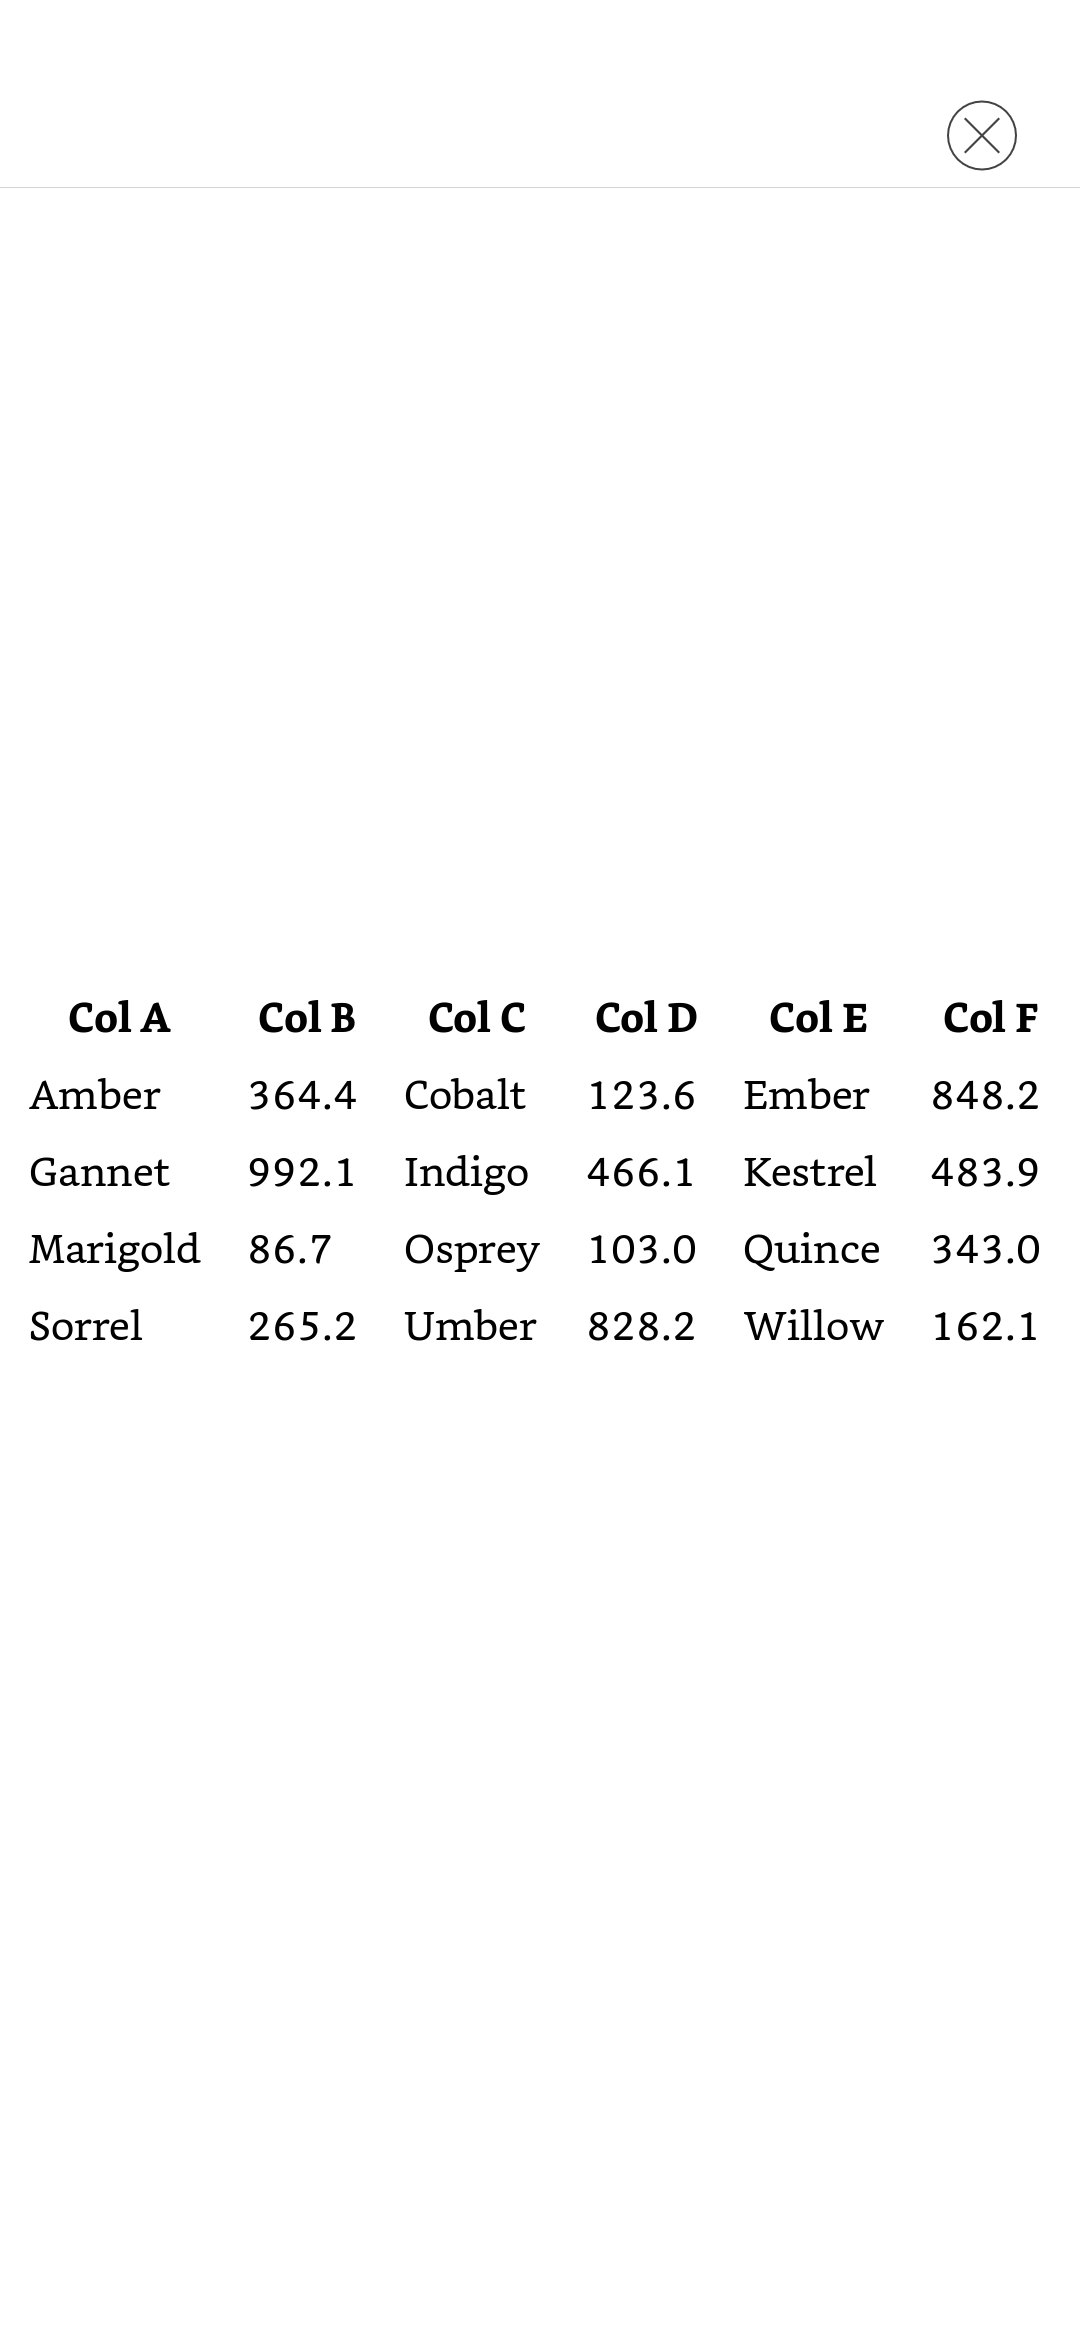 Col A Col B Col C Col D Col E Col F
Amber 364.4 Cobalt 123.6 Ember 848.2
Gannet 992.1 Indigo 466.1 Kestrel 483.9
Marigold 86.7 Osprey 103.0 Quince 343.0
Sorrel 265.2 Umber 828.2 Willow 162.1